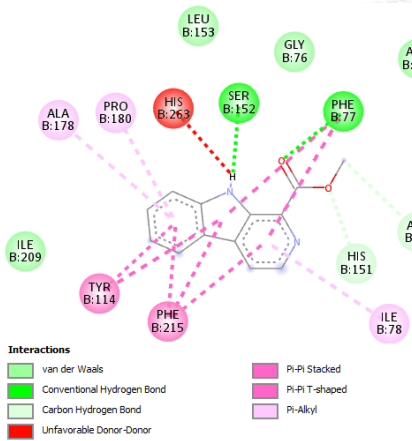 LEU
B:153
GLY
B:76
A
B:
HIS
B:263
SER
B:152
PHE
B:77
PRO
B:180
ALA
B:178
H
N
O
O
N
A
B
ILE
B:209
HIS
B:151
TYR
B:114
PHE
B:215
ILE
B:78
Interactions
van der Waals
Conventional Hydrogen Bond
Carbon Hydrogen Bond
Unfavorable Donor-Donor
Pi-Pi Stacked
Pi-Pi T-shaped
Pi-Alkyl